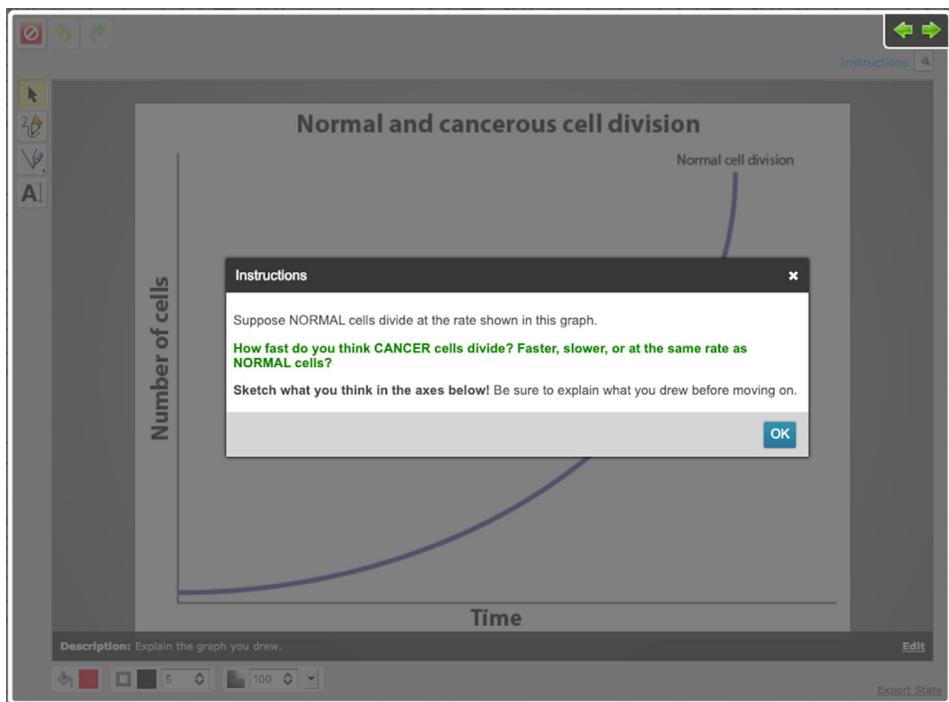 Instructions
Normal and cancerous cell division
Normal cell division
Number of cells
Instructions
Suppose NORMAL cells divide at the rate shown in this graph.
How fast do you think CANCER cells divide? Faster, slower, or at the same rate as
NORMAL cells?
Sketch what you think in the axes below! Be sure to explain what you drew before moving on.
OK
Time
Description: Explain the graph you drew.
Edit
5
100
Export State
A
2